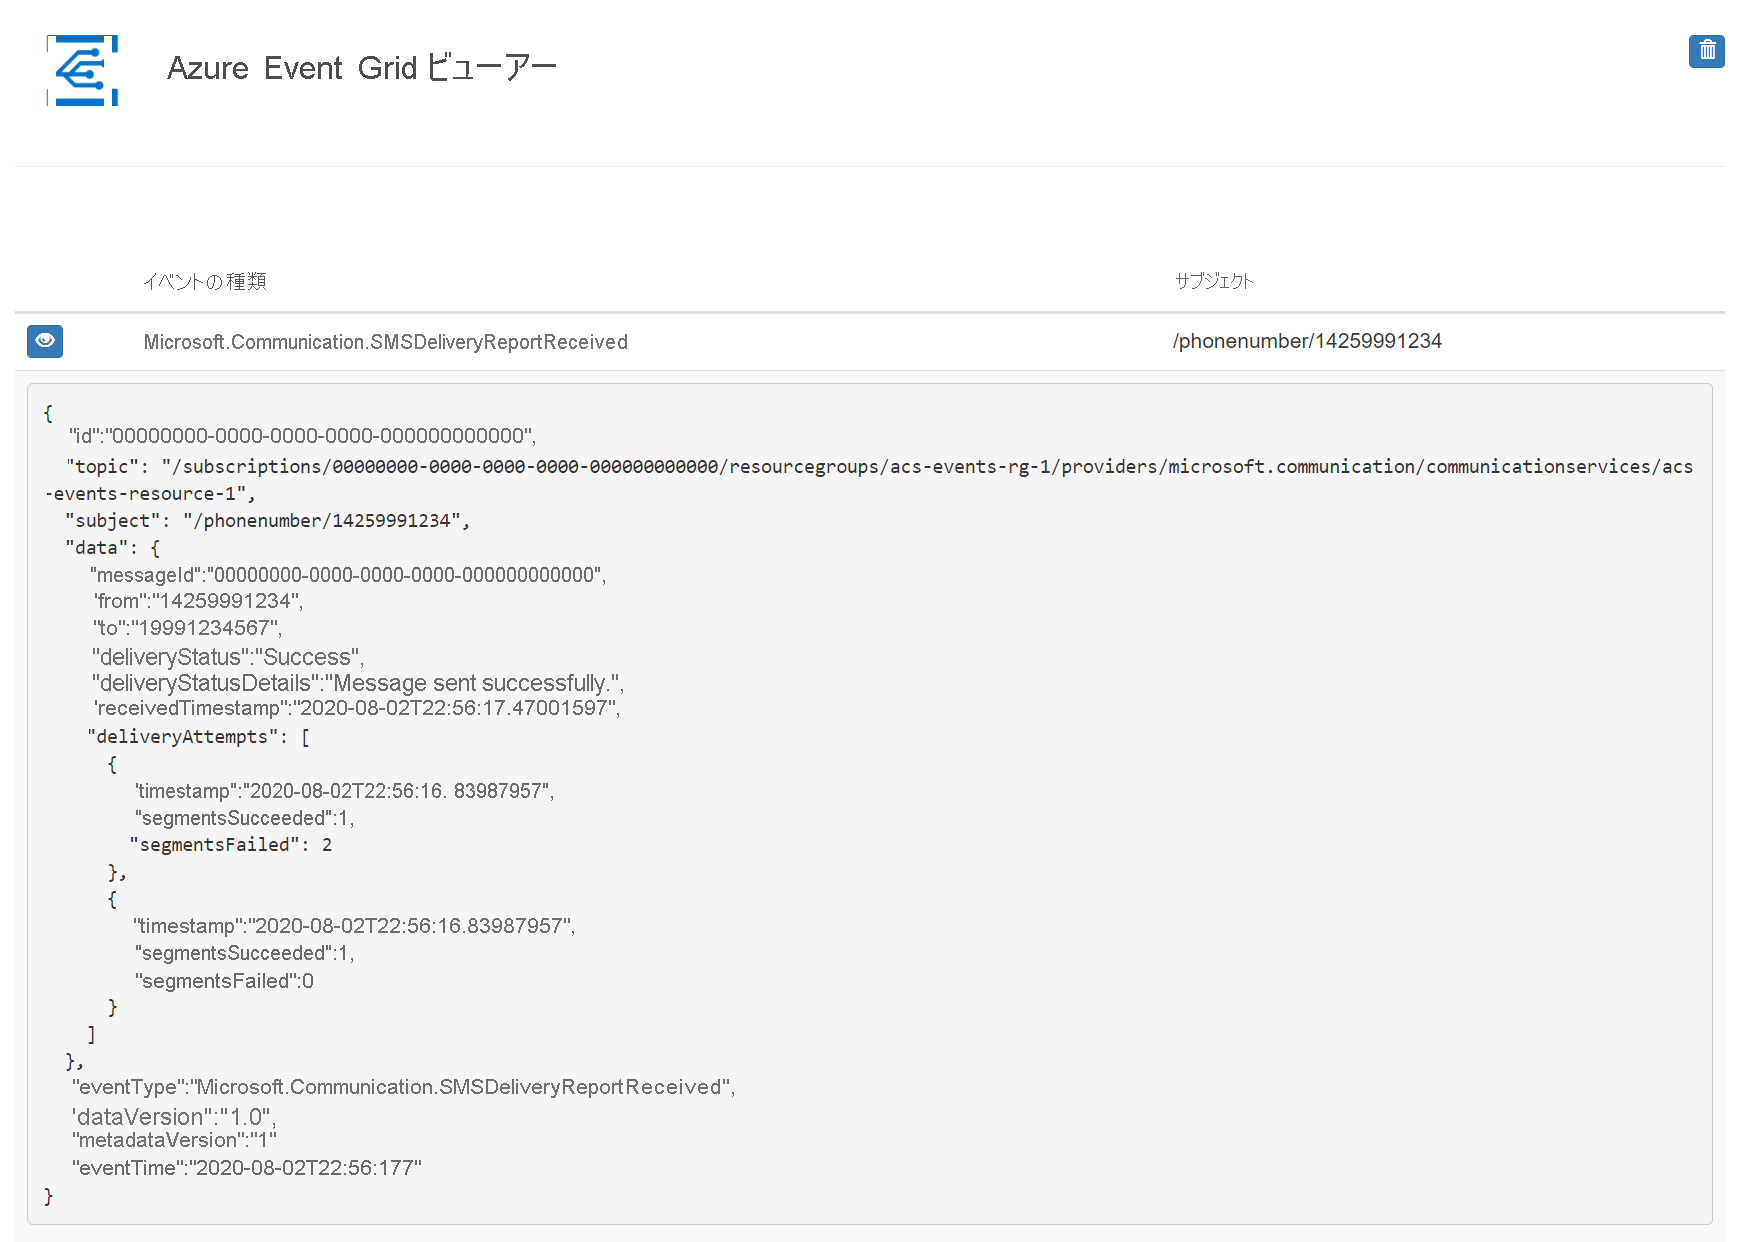 Azure Event Grid ビューアー
イベントの種類 サブジェクト
Microsoft.Communication.SMSDeliveryReportReceived /phonenumber/14259991234
{
"id":"00000000-0000-0000-0000-000000000000",
"topic": "/subscriptions/00000000-0000-0000-0000-000000000000/resourcegroups/acs-events-rg-1/providers/microsoft.communication/communicationservices/acs
-events-resource-1",
"subject": "/phonenumber/14259991234",
"data": {
"messageId":"00000000-0000-0000-0000-000000000000",
'from":"14259991234",
"to":"19991234567",
"deliveryStatus":"Success",
"deliveryStatusDetails":"Message sent successfully.",
'receivedTimestamp":"2020-08-02T22:56:17.47001597",
"deliveryAttempts": [
{
'timestamp":"2020-08-02T22:56:16. 83987957",
"segmentsSucceeded":1,
"segmentsFailed": 2
},
{
"timestamp":"2020-08-02T22:56:16.83987957",
"segmentsSucceeded":1,
"segmentsFailed":0
}
]
},
"eventType":"Microsoft.Communication.SMSDeliveryReportReceived",
'dataVersion":"1.0",
"metadataVersion":"1"
"eventTime":"2020-08-02T22:56:177"
}